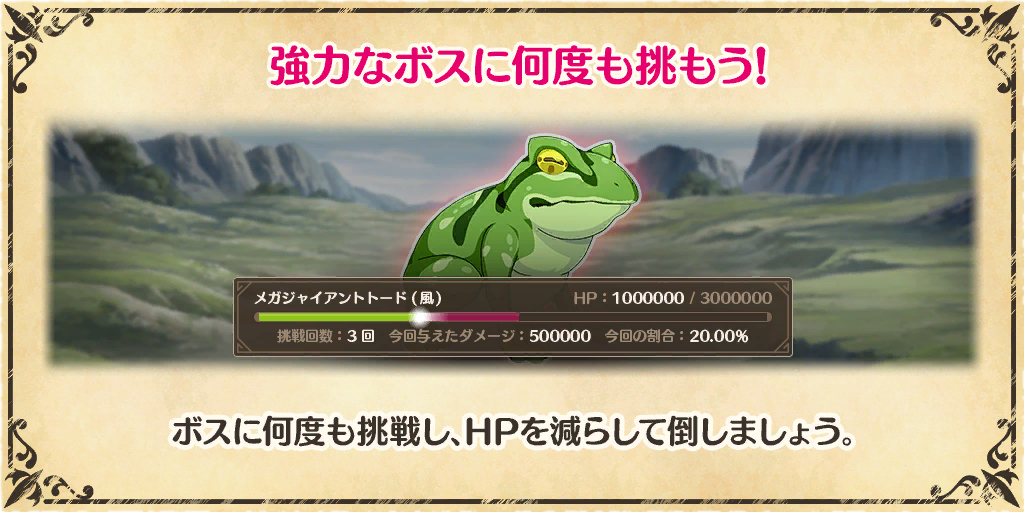 強力なボスに何度も挑もう!
メガジャイアントトード(風) HP:1000000 / 3000000
挑戦回数:3回 今回与えたダメージ:500000 今回の割合:20.00%
ボスに何度も挑戦し、HPを減らして倒しましょう。